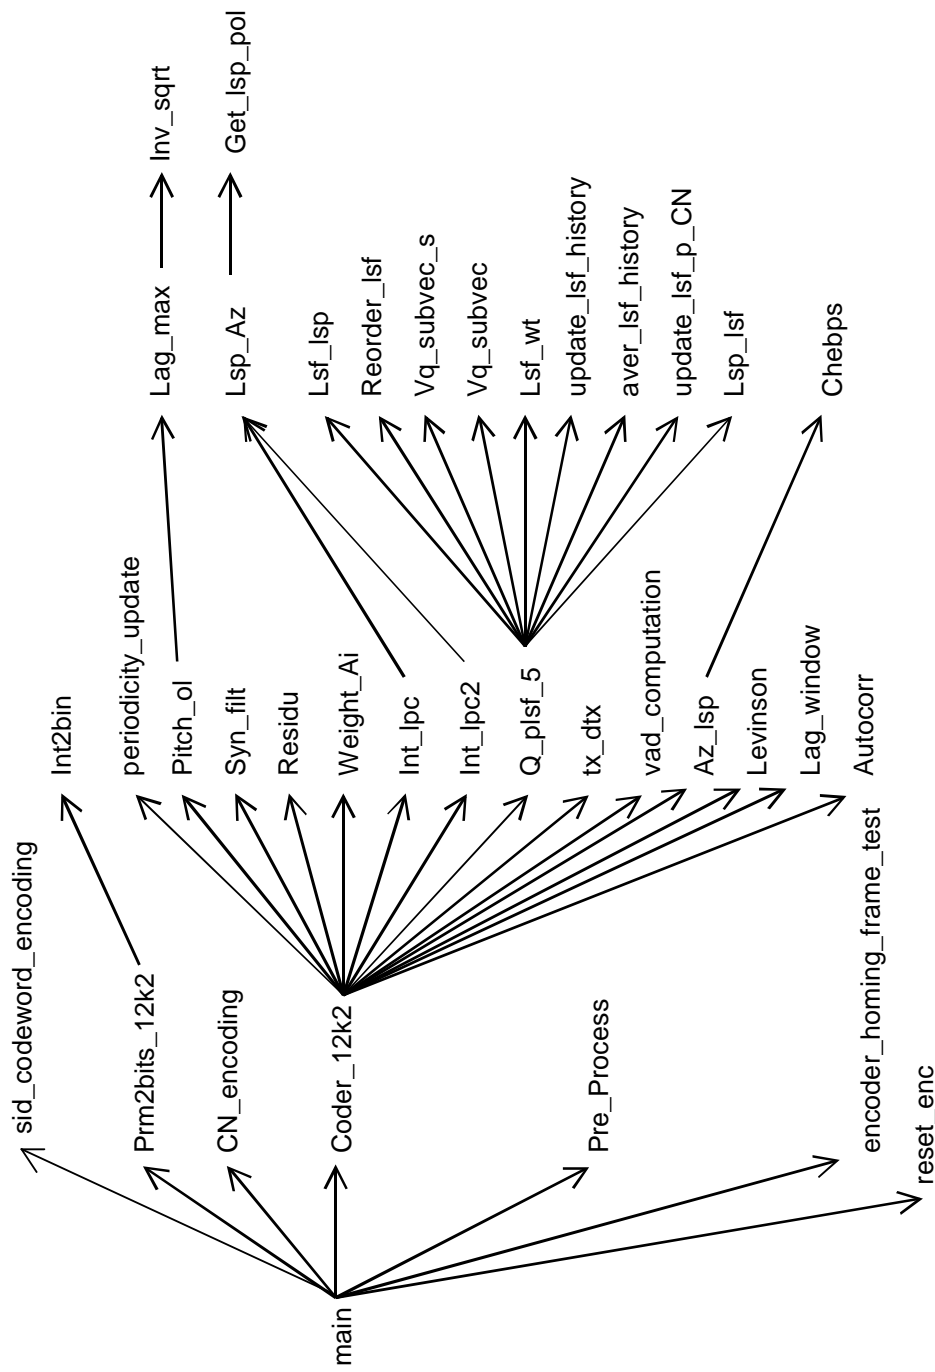 main
sid_codeword_encoding
Prm2bits_12k2
CN_encoding
Coder_12k2
Pre_Process
encoder_homing_frame_test
reset_enc
Int2bin
periodicity_update
Pitch_ol
Syn_filt
Residu
Weight_Ai
Int_lpc
Int_lpc2
Q_plsf_5
tx_dtx
vad_computation
Az_lsp
Levinson
Lag_window
Autocorr
Lag_max
Lsp_Az
Lsf_lsp
Reorder_lsf
Vq_subvec_s
Vq_subvec
Lsf_wt
update_lsf_history
aver_lsf_history
update_lsf_p_CN
Lsp_lsf
Chebps
Inv_sqrt
Get_lsp_pol